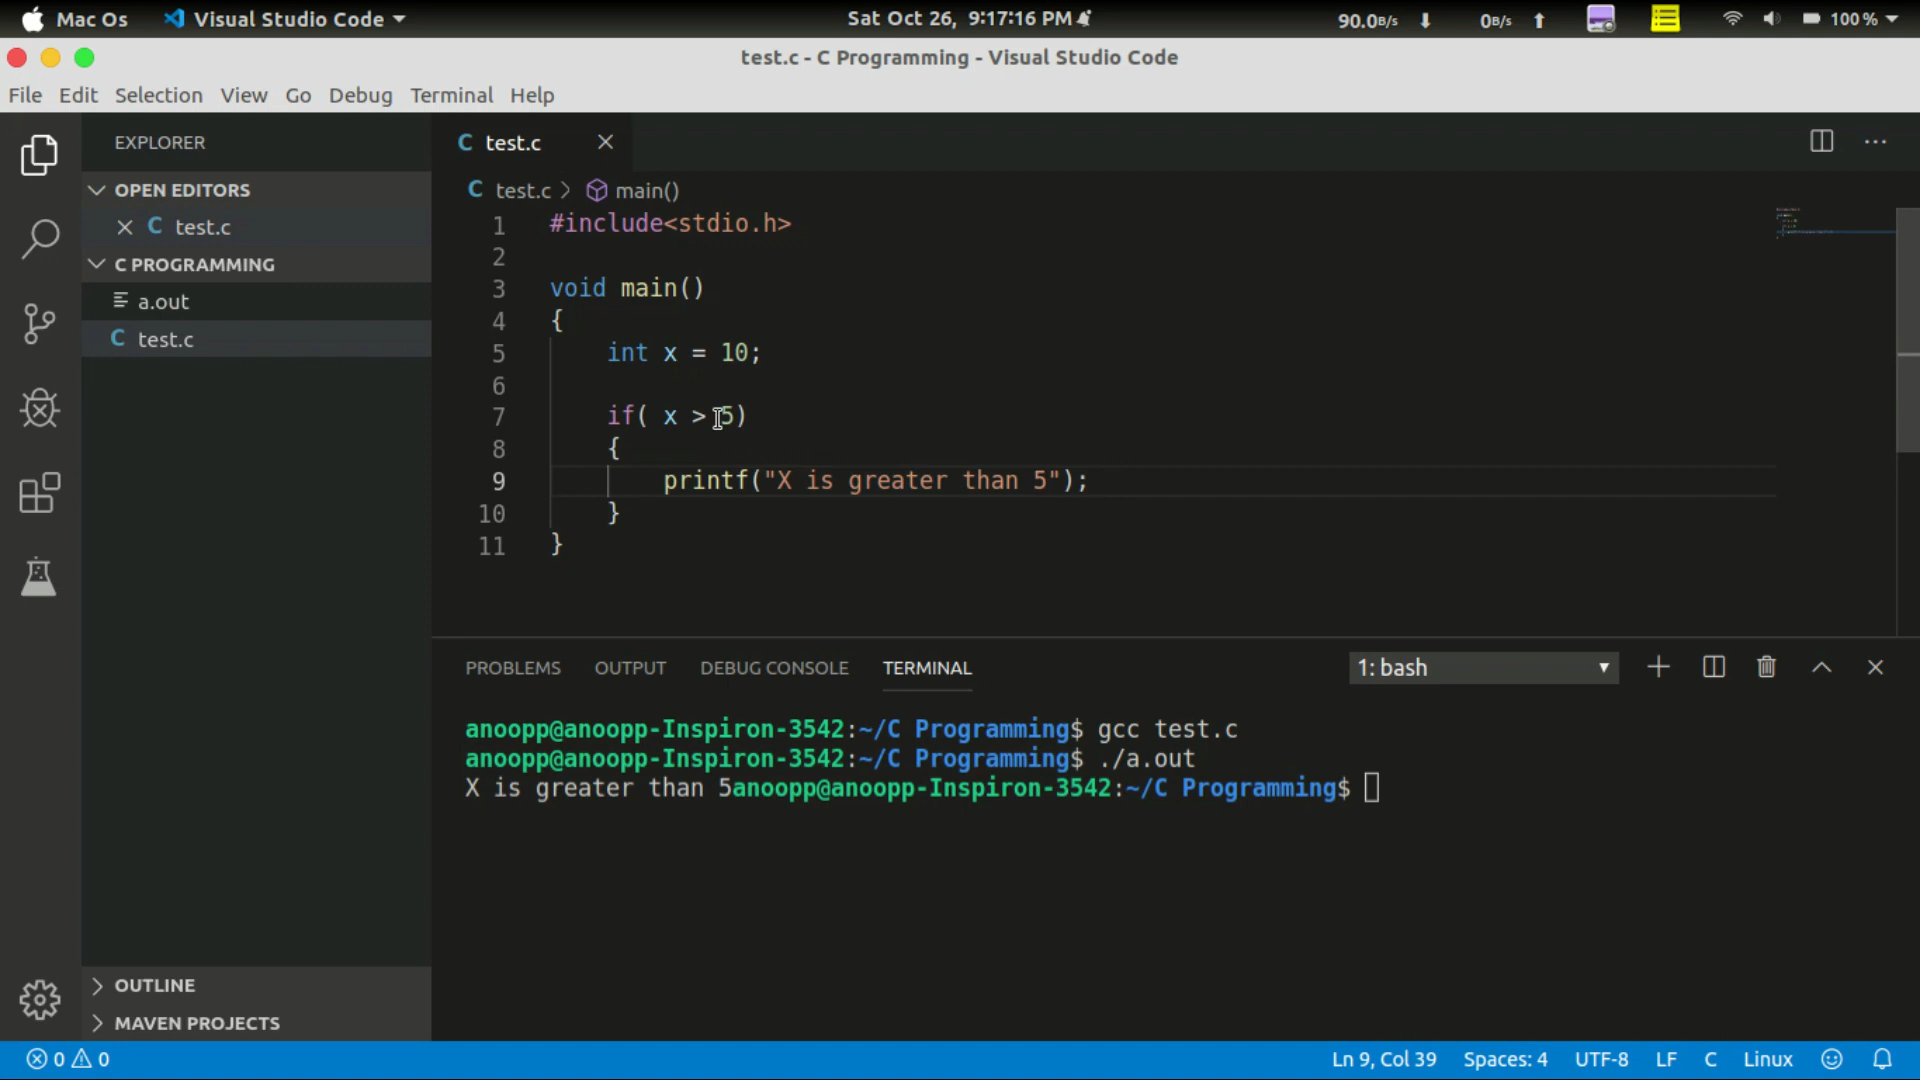 Mac Os Visual Studio Code Sat Oct 26, 9:17:16 PM 90.0B/s 0B/s 100%
test.c - C Programming - Visual Studio Code
File Edit Selection View Go Debug Terminal Help
EXPLORER
OPEN EDITORS
test.c
C PROGRAMMING
a.out
C test.c
OUTLINE
MAVEN PROJECTS
C test.c
C test.c > main()
1 #include<stdio.h>
2
3 void main()
4 {
5 int x = 10;
6
7 if( x > 5)
8 {
9 printf("X is greater than 5");
10 }
11 }
PROBLEMS OUTPUT DEBUG CONSOLE TERMINAL 1: bash
anoopp@anoopp-Inspiron-3542:~/C Programming$ gcc test.c
anoopp@anoopp-Inspiron-3542:~/C Programming$ ./a.out
X is greater than 5anoopp@anoopp-Inspiron-3542:~/C Programming$
0 0 Ln 9, Col 39 Spaces: 4 UTF-8 LF C Linux